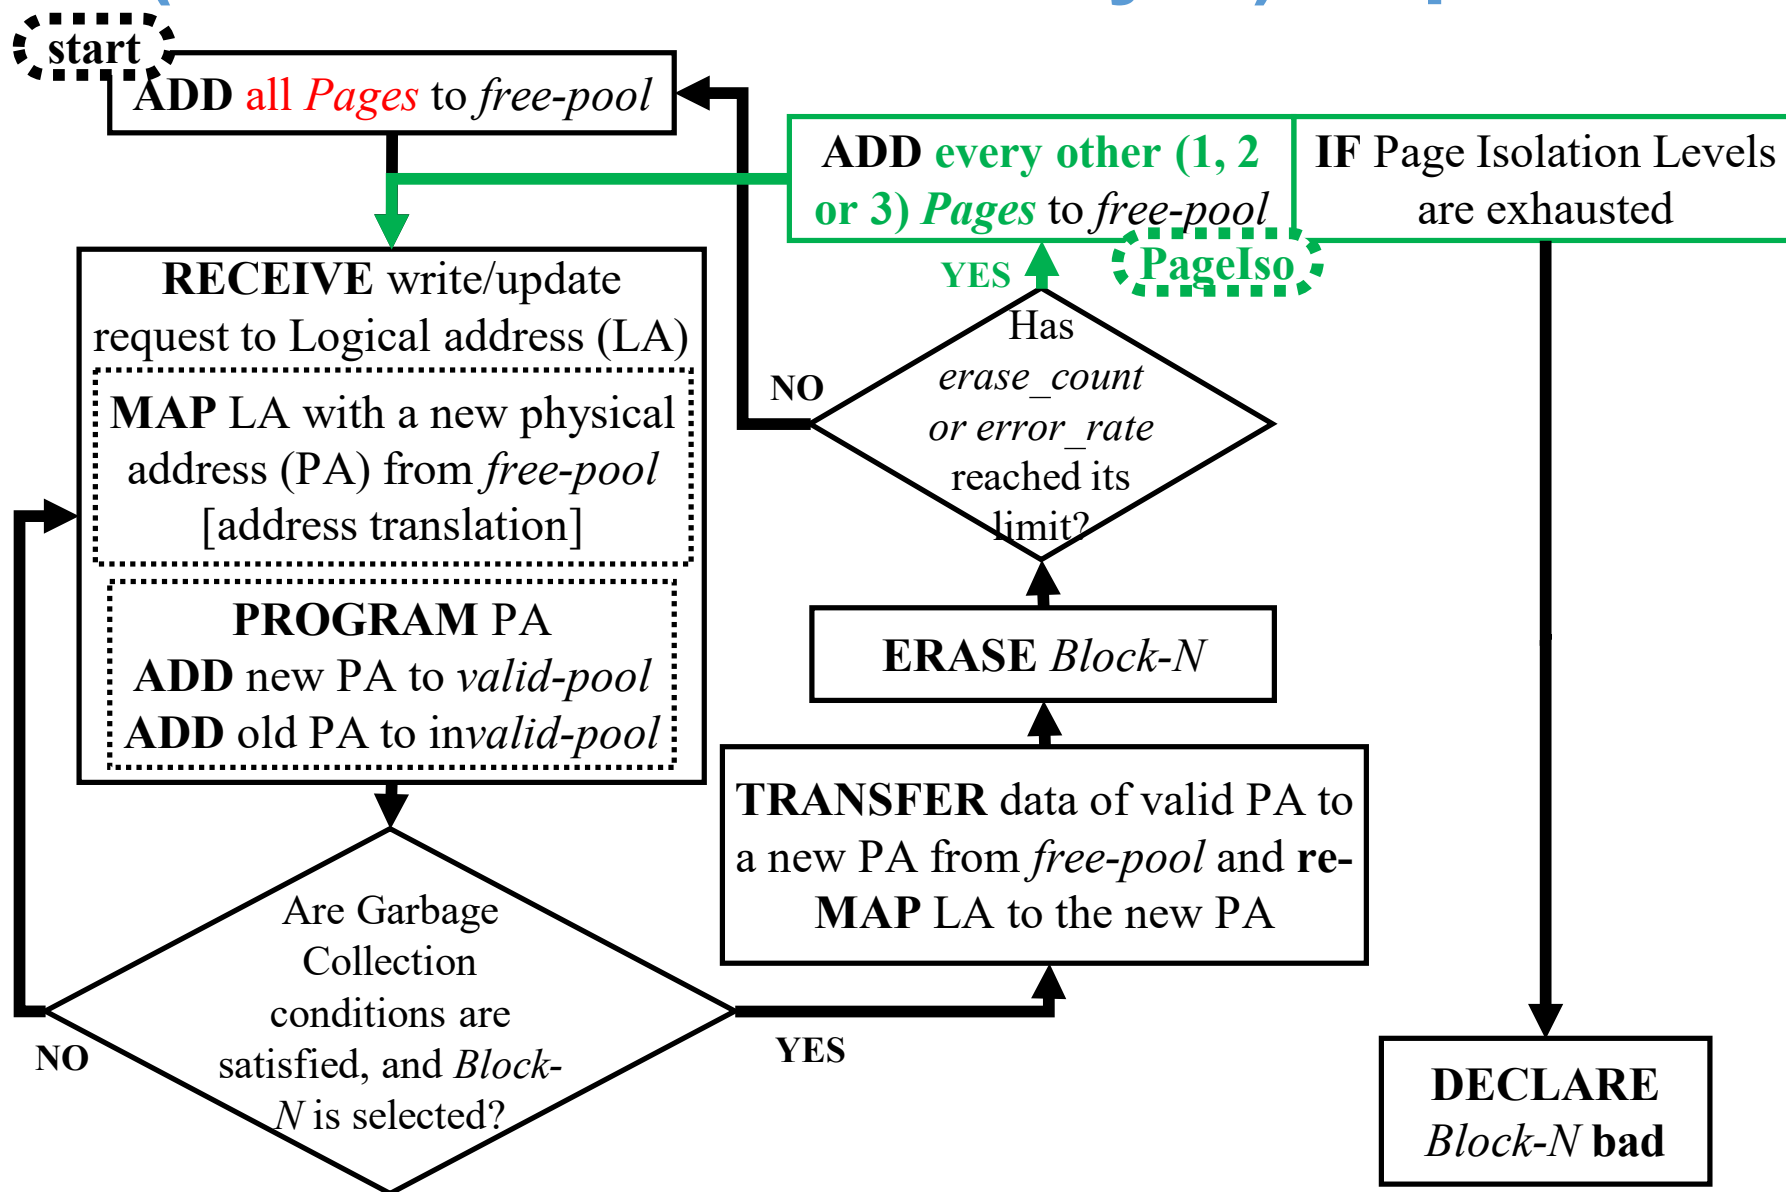 start
ADD all Pages to free-pool
ADD every other (1, 2
or 3) Pages to free-pool
IF Page Isolation Levels
are exhausted
PageIso
YES
RECEIVE write/update
request to Logical address (LA)
MAP LA with a new physical
address (PA) from free-pool
[address translation]
PROGRAM PA
ADD new PA to valid-pool
ADD old PA to invalid-pool
NO
Has
erase_count
or error_rate
reached its
limit?
ERASE Block-N
TRANSFER data of valid PA to
a new PA from free-pool and re-
MAP LA to the new PA
Are Garbage
Collection
conditions are
satisfied, and Block-
N is selected?
NO
YES
DECLARE
Block-N bad